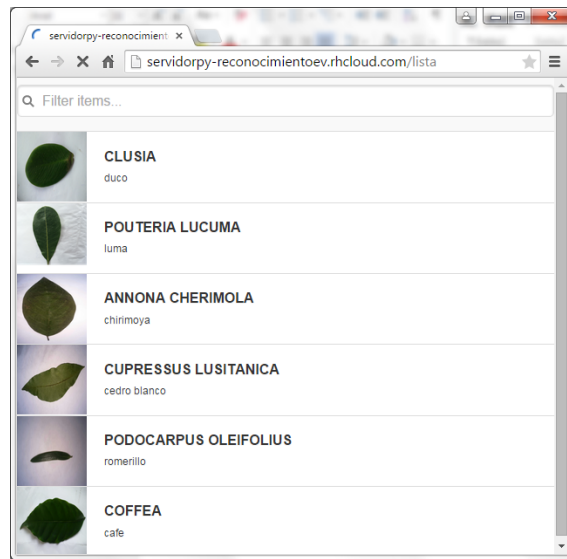 servidorpy-reconocimient
servidorpy-reconocimientoev.rhcloud.com/lista
Filter items...
CLUSIA
duco
POUTERIA LUCUMA
luma
ANNONA CHERIMOLA
chirimoya
CUPRESSUS LUSITANICA
cedro blanco
PODOCARPUS OLEIFOLIUS
romerillo
COFFEA
cafe